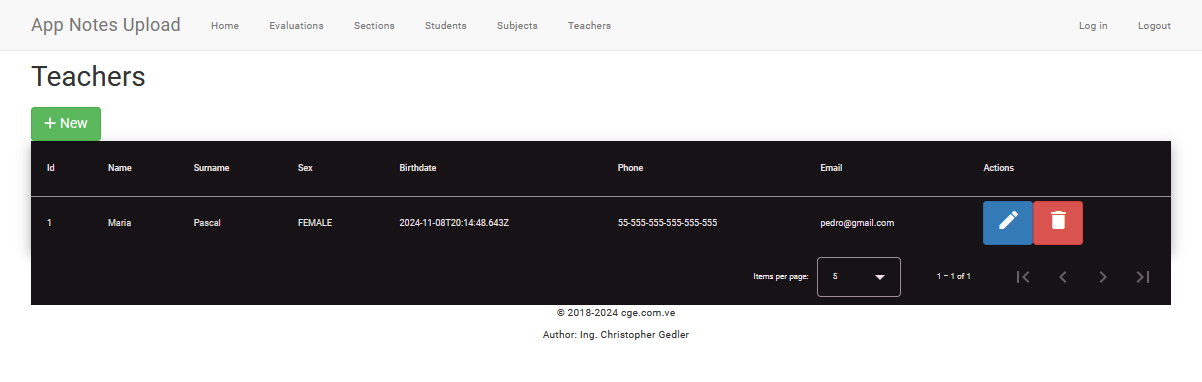 App Notes Upload Home Evaluations Sections Students Subjects Teachers Log in Logout
Teachers
+ New
Id Name Surname Sex Birthdate Phone Email Actions
1 Maria Pascal FEMALE 2024-11-08T20:14:48.643Z 55-555-555-555-555-555 pedro@gmail.com
Items per page: 5 1 – 1 of 1
© 2018-2024 cge.com.ve
Author: Ing. Christopher Gedler